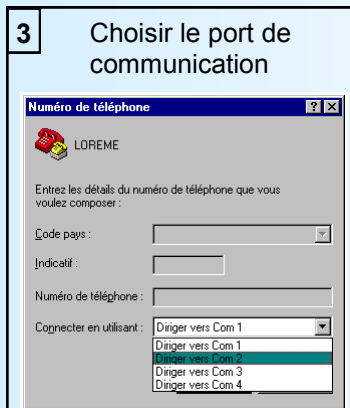 3
Choisir le port de
communication
Numéro de téléphone
LOREME
Entrez les détails du numéro de téléphone que vous
voulez composer :
Code pays :
Indicatif :
Numéro de téléphone :
Connecter en utilisant : Diriger vers Com 1
Diriger vers Com 1
Diriger vers Com 2
Diriger vers Com 3
Diriger vers Com 4